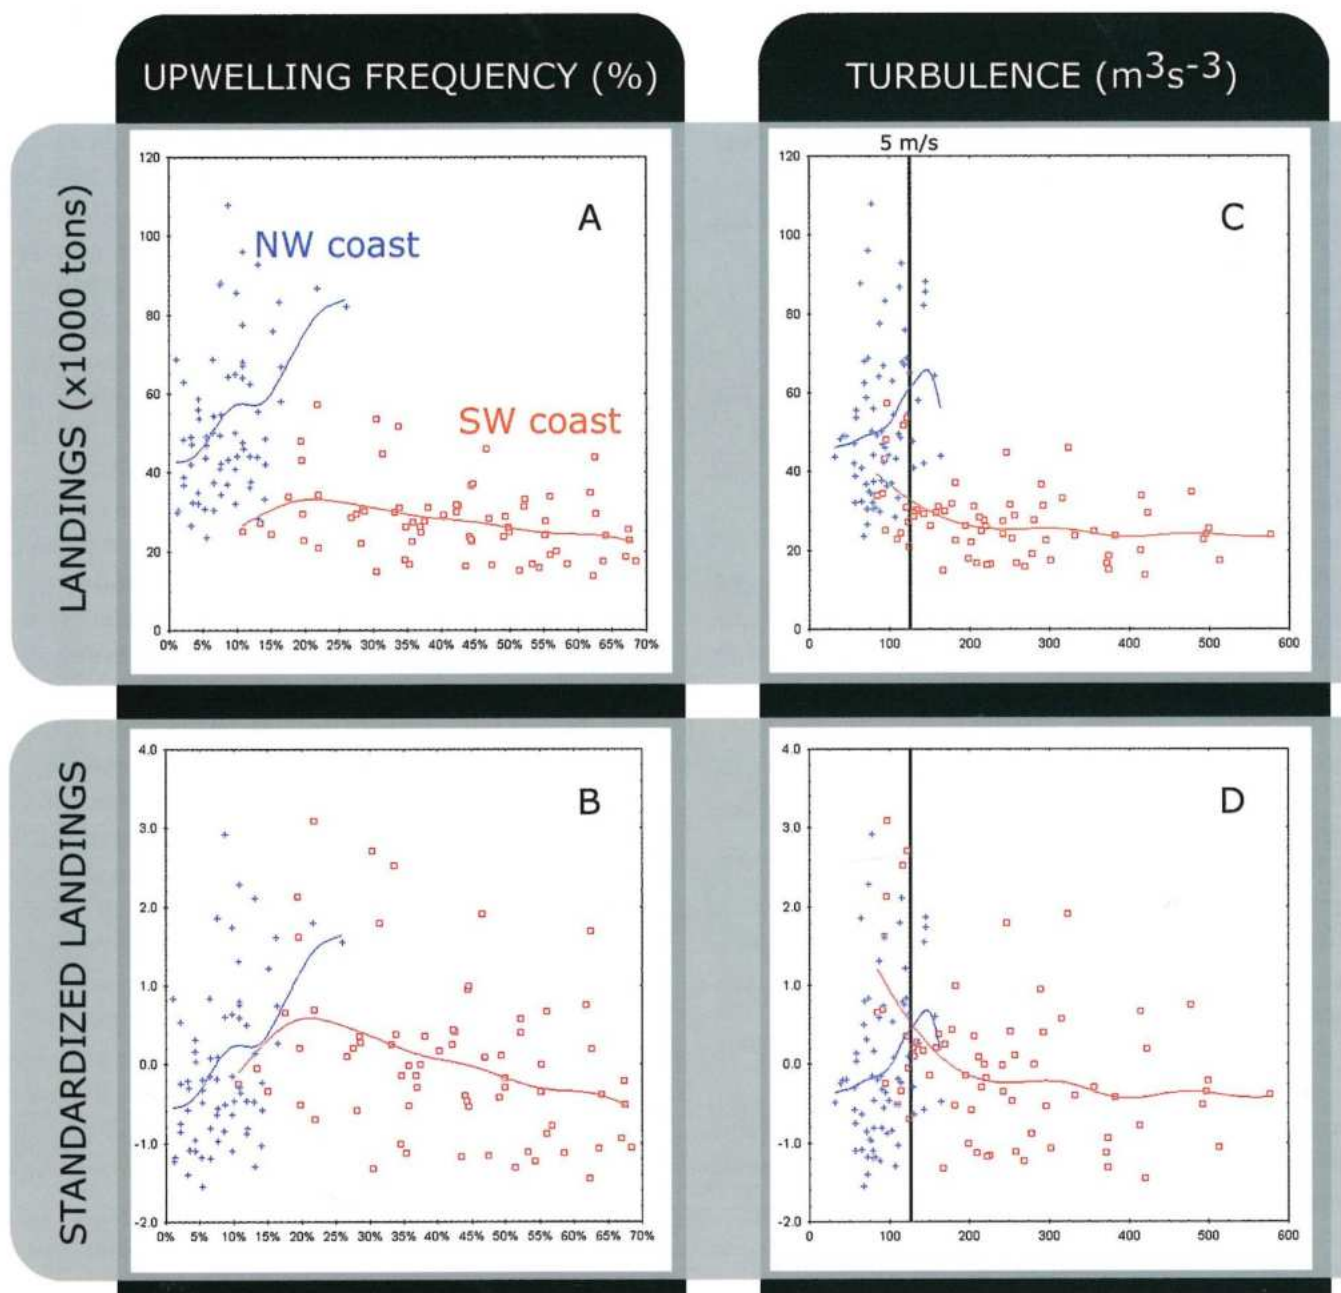 UPWELLING FREQUENCY (%)
TURBULENCE (m³s⁻³)
LANDINGS (x1000 tons)
120
100
80
60
40
20
0
0% 5% 10% 15% 20% 25% 30% 35% 40% 45% 50% 55% 60% 65% 70%
NW coast
SW coast
A
5 m/s
120
100
80
60
40
20
0
0 100 200 300 400 500 600
C
STANDARDIZED LANDINGS
4.0
3.0
2.0
1.0
0.0
-1.0
-2.0
0% 5% 10% 15% 20% 25% 30% 35% 40% 45% 50% 55% 60% 65% 70%
B
4.0
3.0
2.0
1.0
0.0
-1.0
-2.0
0 100 200 300 400 500 600
D